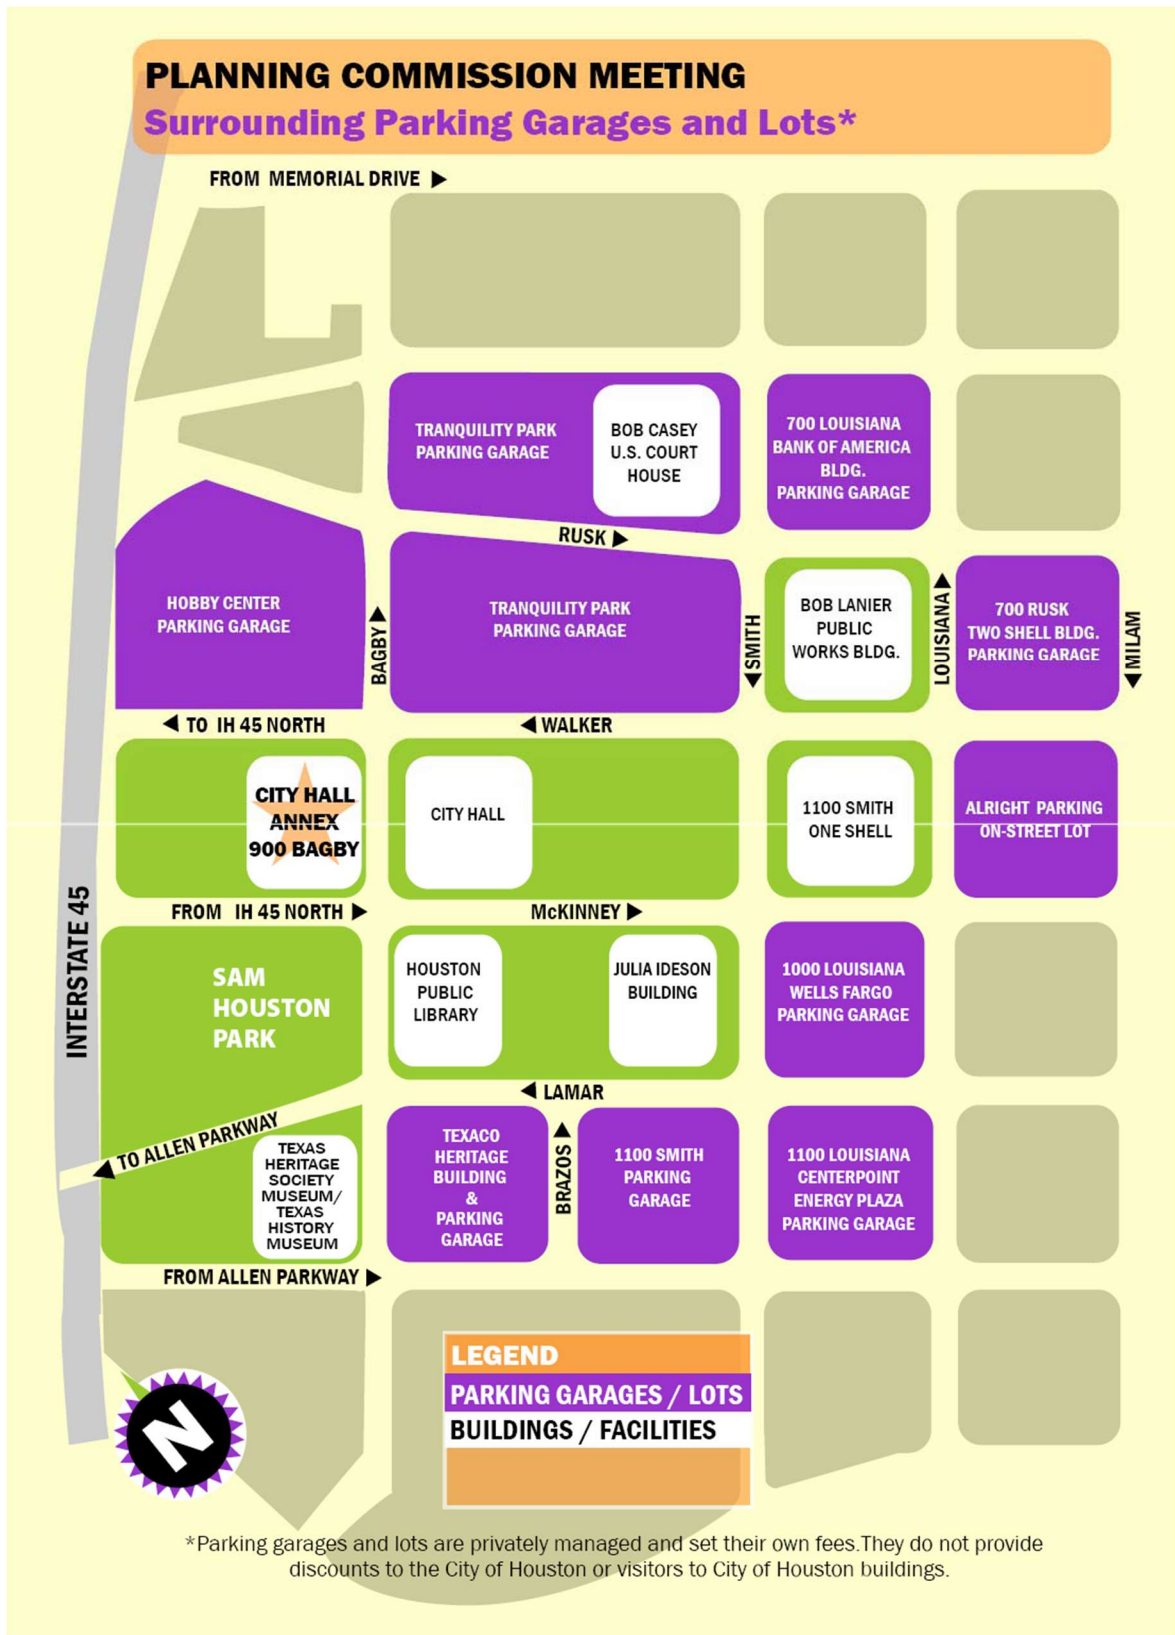 PLANNING COMMISSION MEETING
Surrounding Parking Garages and Lots*
FROM MEMORIAL DRIVE
TRANQUILITY PARK
PARKING GARAGE
BOB CASEY
U.S. COURT
HOUSE
700 LOUISIANA
BANK OF AMERICA
BLDG.
PARKING GARAGE
RUSK
HOBBY CENTER
PARKING GARAGE
BAGBY
TRANQUILITY PARK
PARKING GARAGE
SMITH
BOB LANIER
PUBLIC
WORKS BLDG.
LOUISIANA
700 RUSK
TWO SHELL BLDG.
PARKING GARAGE
MILAM
TO IH 45 NORTH
WALKER
CITY HALL
ANNEX
900 BAGBY
CITY HALL
1100 SMITH
ONE SHELL
ALRIGHT PARKING
ON-STREET LOT
INTERSTATE 45
FROM IH 45 NORTH
McKINNEY
SAM
HOUSTON
PARK
HOUSTON
PUBLIC
LIBRARY
JULIA IDESON
BUILDING
1000 LOUISIANA
WELLS FARGO
PARKING GARAGE
LAMAR
TO ALLEN PARKWAY
TEXAS
HERITAGE
SOCIETY
MUSEUM/
TEXAS
HISTORY
MUSEUM
TEXACO
HERITAGE
BUILDING
&
PARKING
GARAGE
BRAZOS
1100 SMITH
PARKING
GARAGE
1100 LOUISIANA
CENTERPOINT
ENERGY PLAZA
PARKING GARAGE
FROM ALLEN PARKWAY
LEGEND
PARKING GARAGES / LOTS
BUILDINGS / FACILITIES
N
*Parking garages and lots are privately managed and set their own fees.They do not provide
discounts to the City of Houston or visitors to City of Houston buildings.